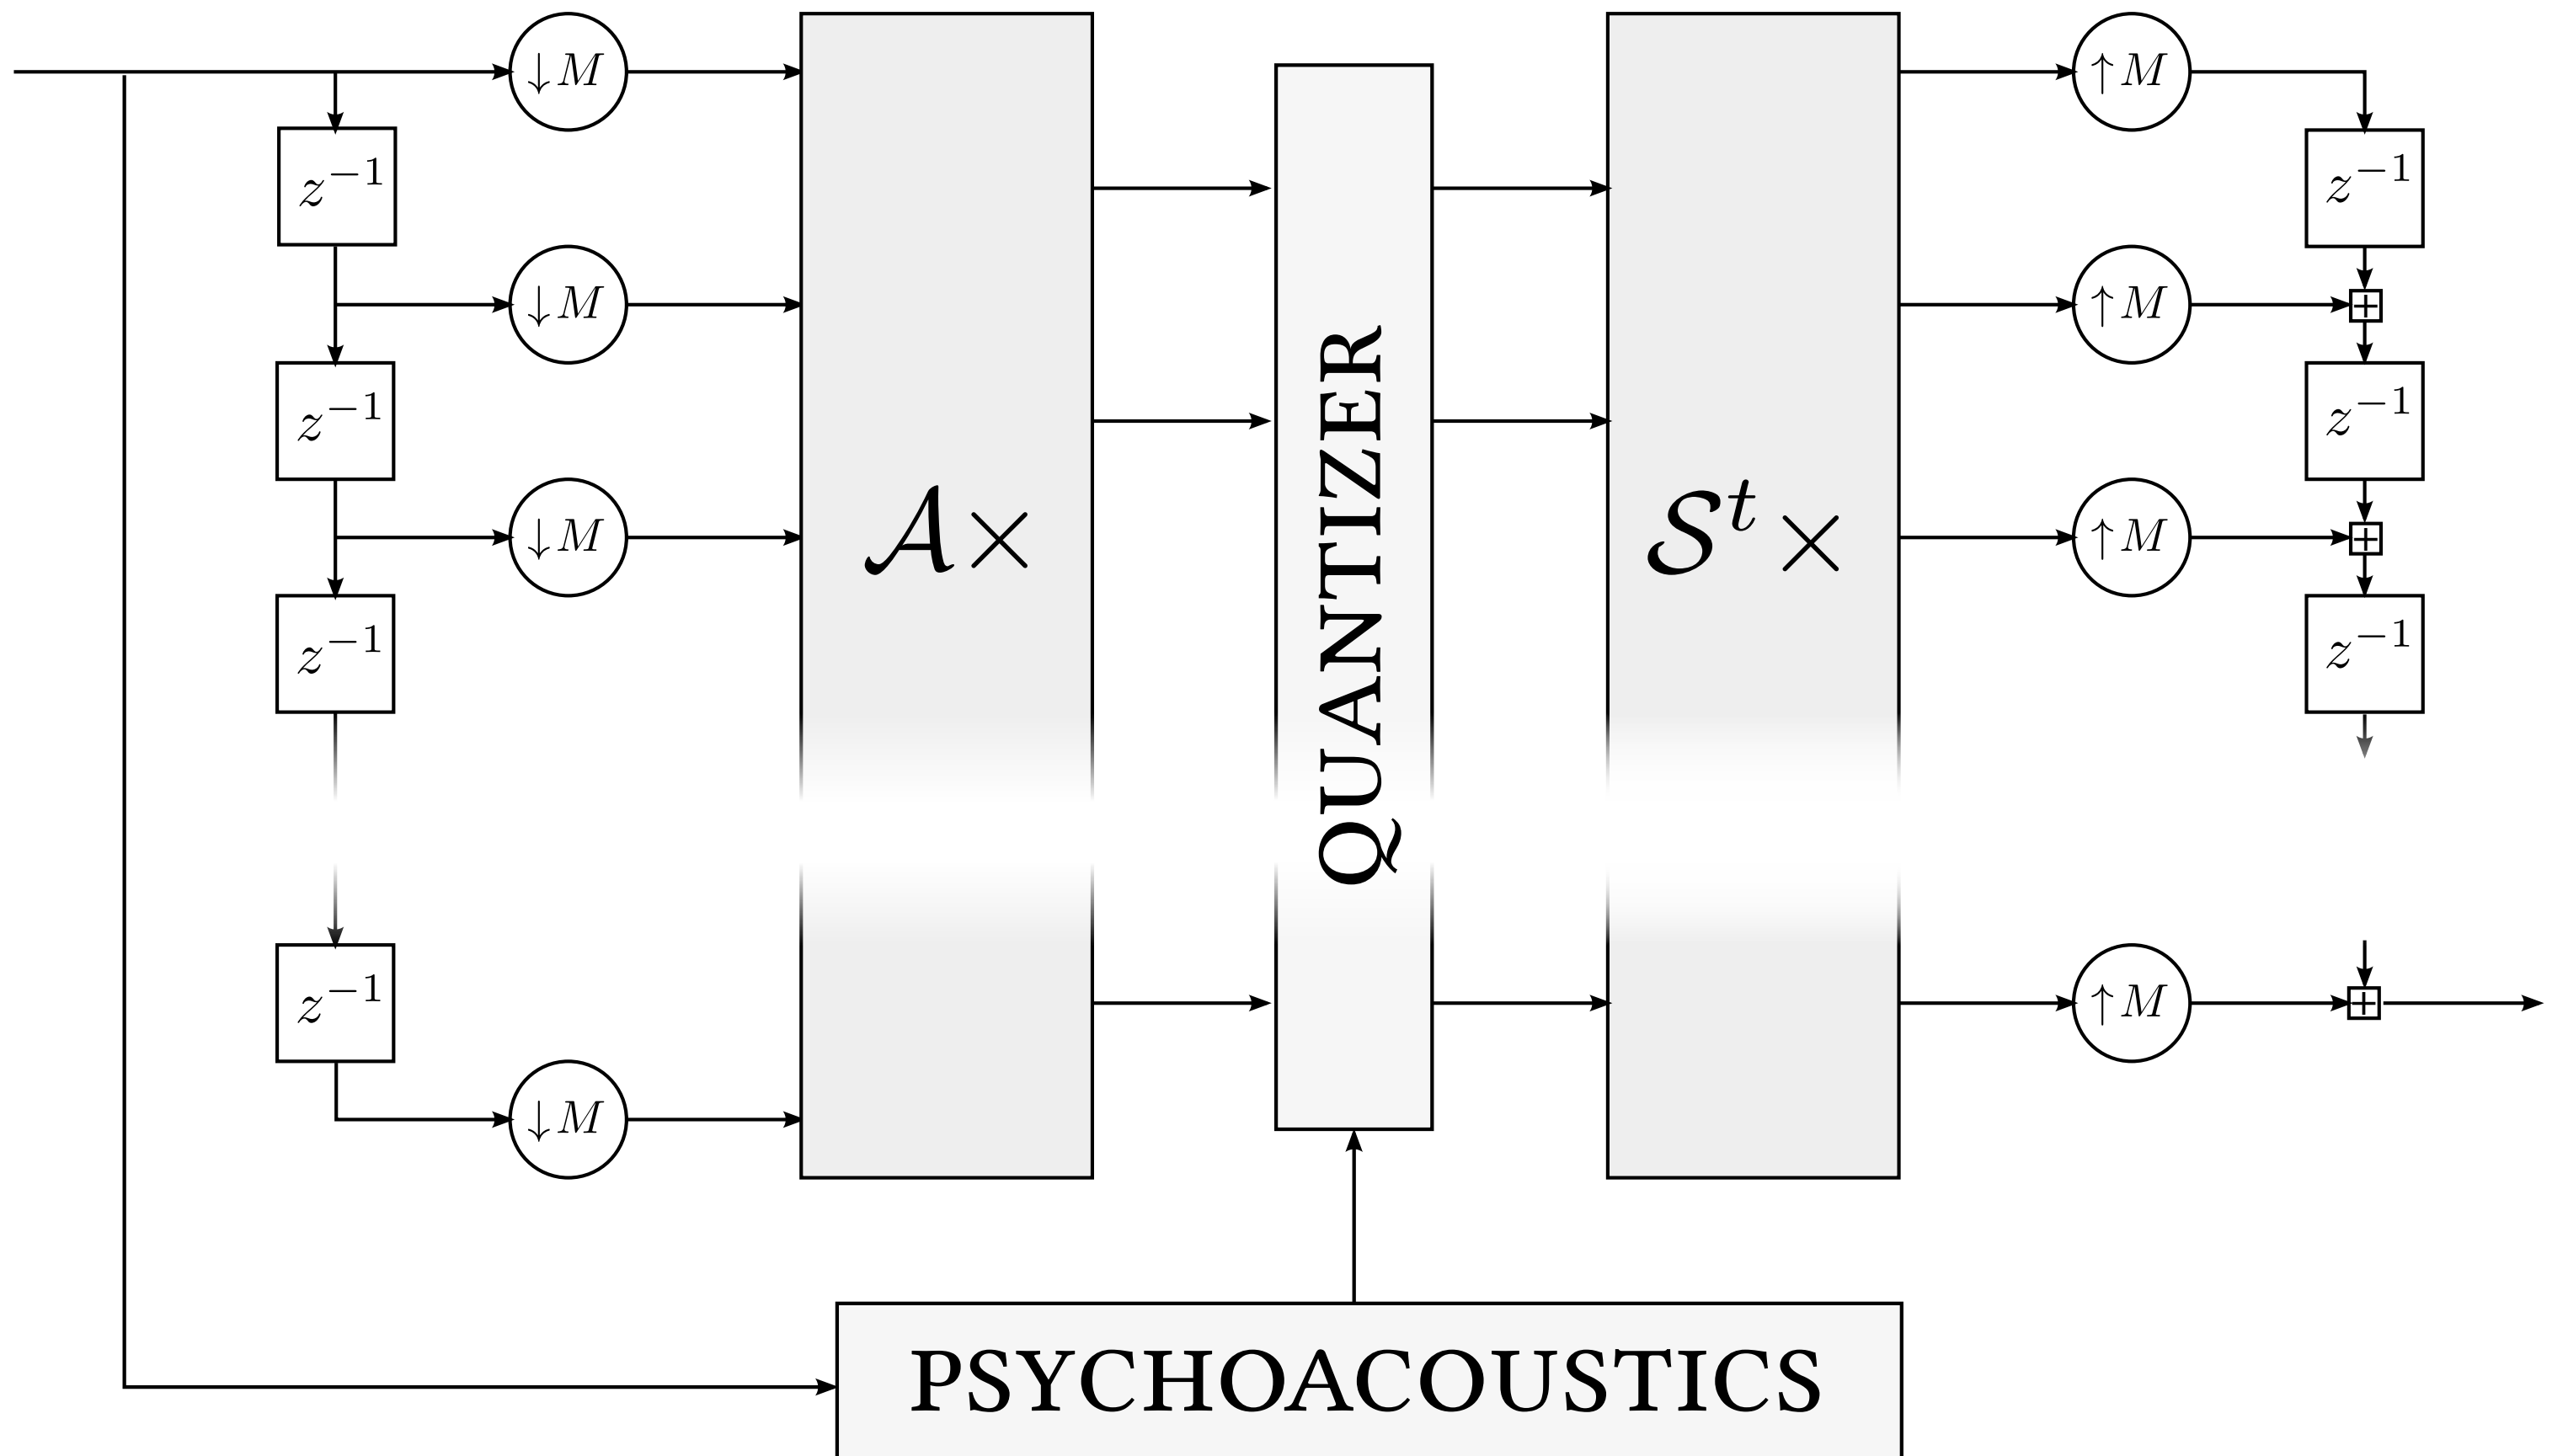 ↓M
↑M
z⁻¹
z⁻¹
↓M
↑M
z⁻¹
z⁻¹
↓M
𝒜×
QUANTIZER
𝒮ᵗ×
↑M
z⁻¹
z⁻¹
z⁻¹
↑M
↓M
PSYCHOACOUSTICS